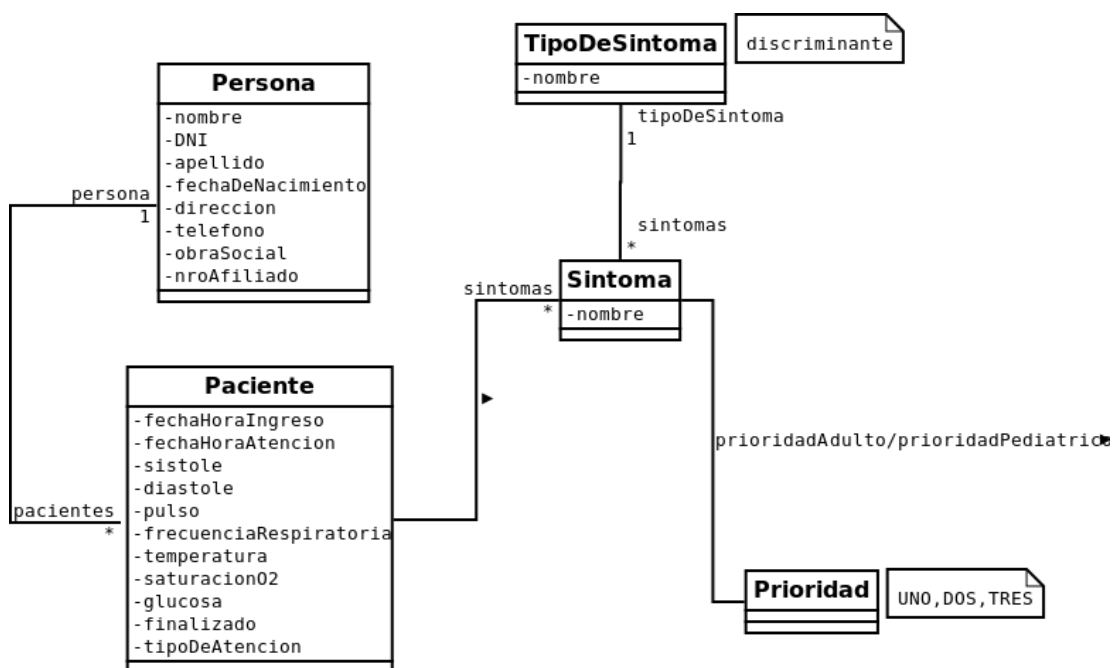 TipoDeSintoma
-nombre
discriminante
Persona
-nombre
-DNI
-apellido
-fechaDeNacimiento
-direccion
-telefono
-obraSocial
-nroAfiliado
tipoDeSintoma
1
persona
1
sintomas
*
Sintoma
-nombre
sintomas
*
Paciente
-fechaHoraIngreso
-fechaHoraAtencion
-sistole
-diastole
-pulso
-frecuenciaRespiratoria
-temperatura
-saturacionO2
-glucosa
-finalizado
-tipoDeAtencion
prioridadAdulto/prioridadPediatrico
pacientes
*
Prioridad
UNO,DOS,TRES